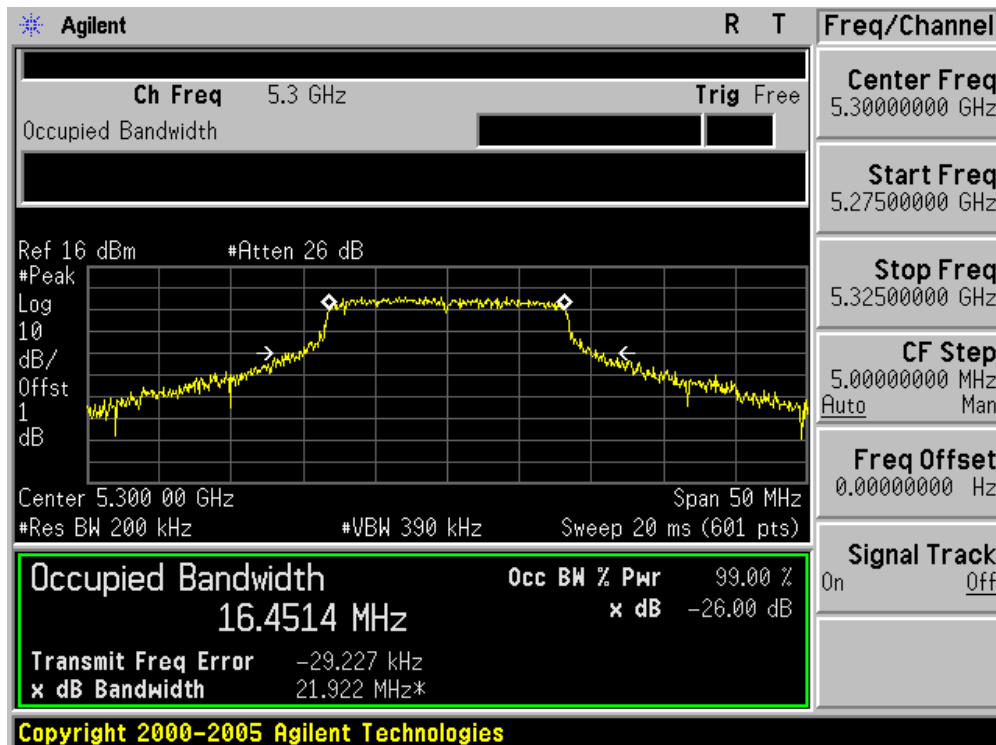 Agilent R T
Ch Freq 5.3 GHz Trig Free
Occupied Bandwidth
Ref 16 dBm #Atten 26 dB
#Peak
Log
10
dB/
Offst
1
dB
Center 5.300 00 GHz Span 50 MHz
#Res BW 200 kHz #VBW 390 kHz Sweep 20 ms (601 pts)
Occupied Bandwidth
16.4514 MHz
Occ BW % Pwr 99.00 %
x dB -26.00 dB
Transmit Freq Error -29.227 kHz
x dB Bandwidth 21.922 MHz*
Copyright 2000-2005 Agilent Technologies
Freq/Channel
Center Freq
5.30000000 GHz
Start Freq
5.27500000 GHz
Stop Freq
5.32500000 GHz
CF Step
5.00000000 MHz
Auto Man
Freq Offset
0.00000000 Hz
Signal Track
On Off